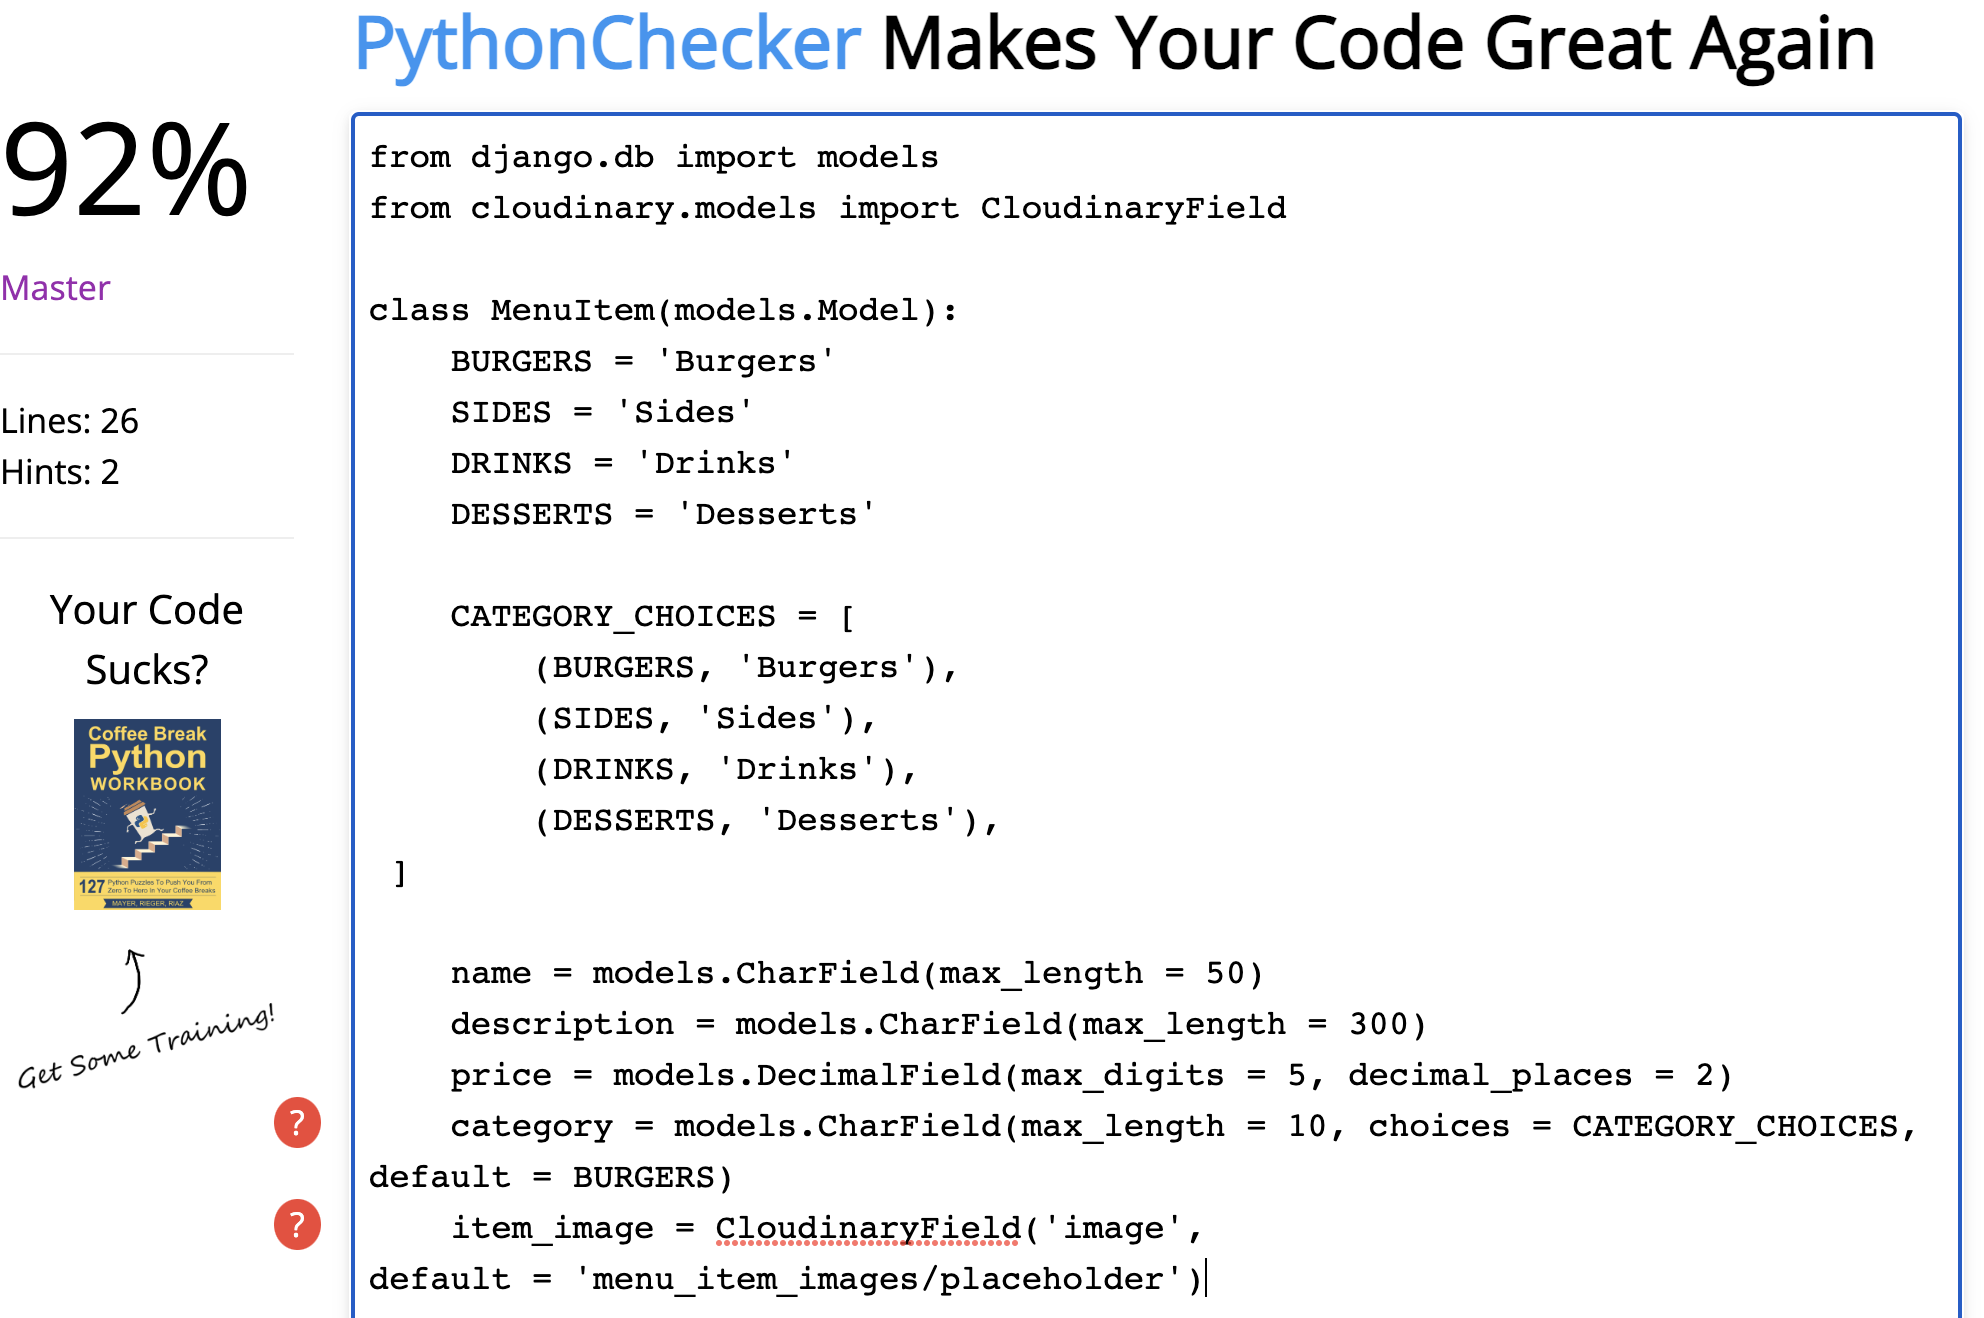 PythonChecker Makes Your Code Great Again
92%
Master
Lines: 26
Hints: 2
Your Code
Sucks?
Coffee Break
Python
WORKBOOK
127 Python Puzzles To Push You From
Zero To Hero in Your Coffee Breaks
MAYER, RIEGER, RIAZ
Get Some Training!
?
?
from django.db import models
from cloudinary.models import CloudinaryField

class MenuItem(models.Model):
    BURGERS = 'Burgers'
    SIDES = 'Sides'
    DRINKS = 'Drinks'
    DESSERTS = 'Desserts'

    CATEGORY_CHOICES = [
        (BURGERS, 'Burgers'),
        (SIDES, 'Sides'),
        (DRINKS, 'Drinks'),
        (DESSERTS, 'Desserts'),
 ]

    name = models.CharField(max_length = 50)
    description = models.CharField(max_length = 300)
    price = models.DecimalField(max_digits = 5, decimal_places = 2)
    category = models.CharField(max_length = 10, choices = CATEGORY_CHOICES,
default = BURGERS)
    item_image = CloudinaryField('image',
default = 'menu_item_images/placeholder')